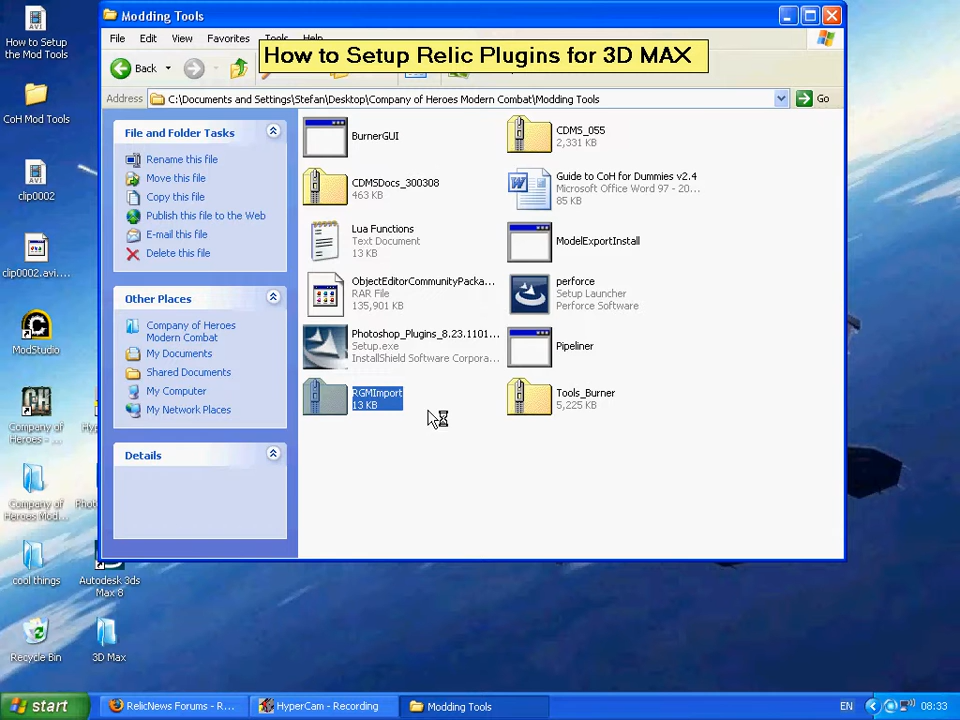 Modding Tools
File Edit View Favorites Tools Help
How to Setup Relic Plugins for 3D MAX
Back
Address C:\Documents and Settings\Stefan\Desktop\Company of Heroes Modern Combat\Modding Tools Go
File and Folder Tasks
Rename this file
Move this file
Copy this file
Publish this file to the Web
E-mail this file
Delete this file
Other Places
Company of Heroes
Modern Combat
My Documents
Shared Documents
My Computer
My Network Places
Details
BurnerGUI
CDMS_055
2,331 KB
CDMSDocs_300308
463 KB
Guide to CoH for Dummies v2.4
Microsoft Office Word 97 - 20...
85 KB
Lua Functions
Text Document
13 KB
ModelExportInstall
ObjectEditorCommunityPacka...
RAR File
135,901 KB
perforce
Setup Launcher
Perforce Software
Photoshop_Plugins_8.23.1101...
Setup.exe
InstallShield Software Corpora...
Pipeliner
RGMImport
13 KB
Tools_Burner
5,225 KB
AVI
How to Setup
the Mod Tools
CoH Mod Tools
AVI
clip0002
clip0002.avi....
ModStudio
Company of
Heroes - ...
Company of
Heroes Mod...
cool things
Autodesk 3ds
Max 8
Recycle Bin
3D Max
start
RelicNews Forums - R...
HyperCam - Recording
Modding Tools
EN
08:33